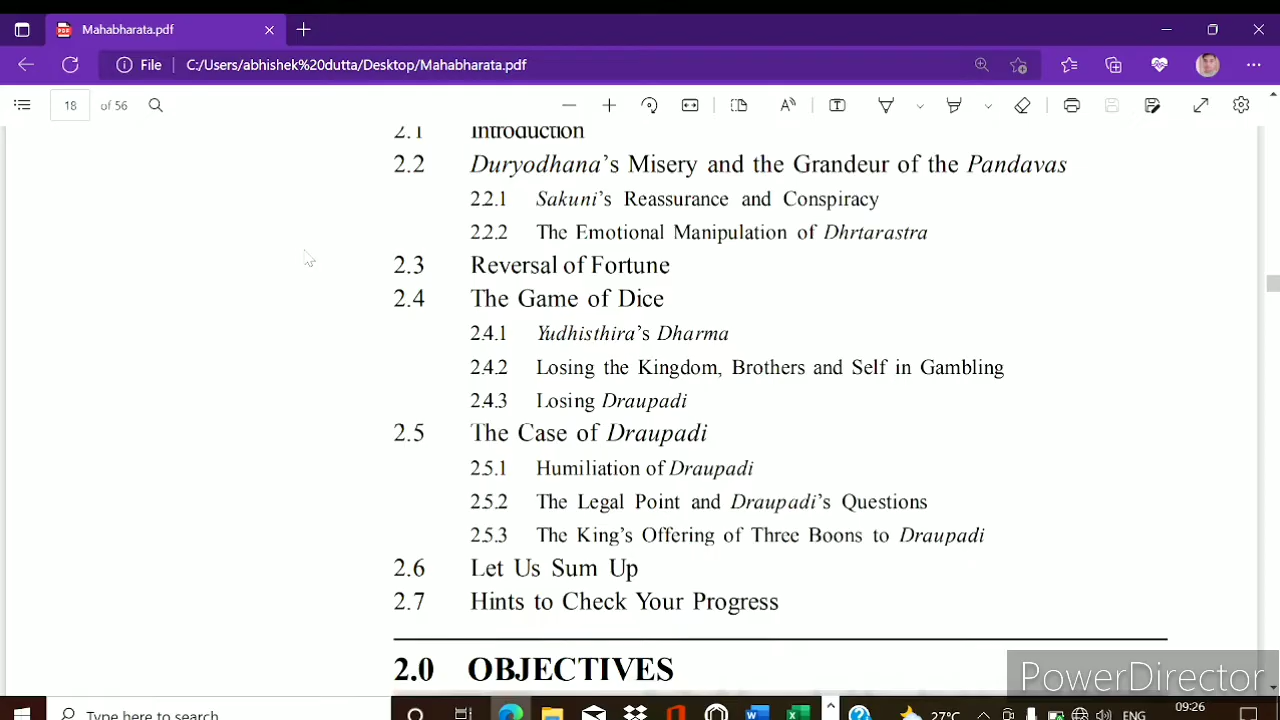 Mahabharata.pdf
File C:/Users/abhishek%20dutta/Desktop/Mahabharata.pdf
18 of 56
2.1 Introduction
2.2 Duryodhana's Misery and the Grandeur of the Pandavas
2.2.1 Sakuni's Reassurance and Conspiracy
2.2.2 The Emotional Manipulation of Dhrtarastra
2.3 Reversal of Fortune
2.4 The Game of Dice
2.4.1 Yudhisthira's Dharma
2.4.2 Losing the Kingdom, Brothers and Self in Gambling
2.4.3 Losing Draupadi
2.5 The Case of Draupadi
2.5.1 Humiliation of Draupadi
2.5.2 The Legal Point and Draupadi's Questions
2.5.3 The King's Offering of Three Boons to Draupadi
2.6 Let Us Sum Up
2.7 Hints to Check Your Progress
2.0 OBJECTIVES
PowerDirector
Type here to search 27°C ENG 09:26